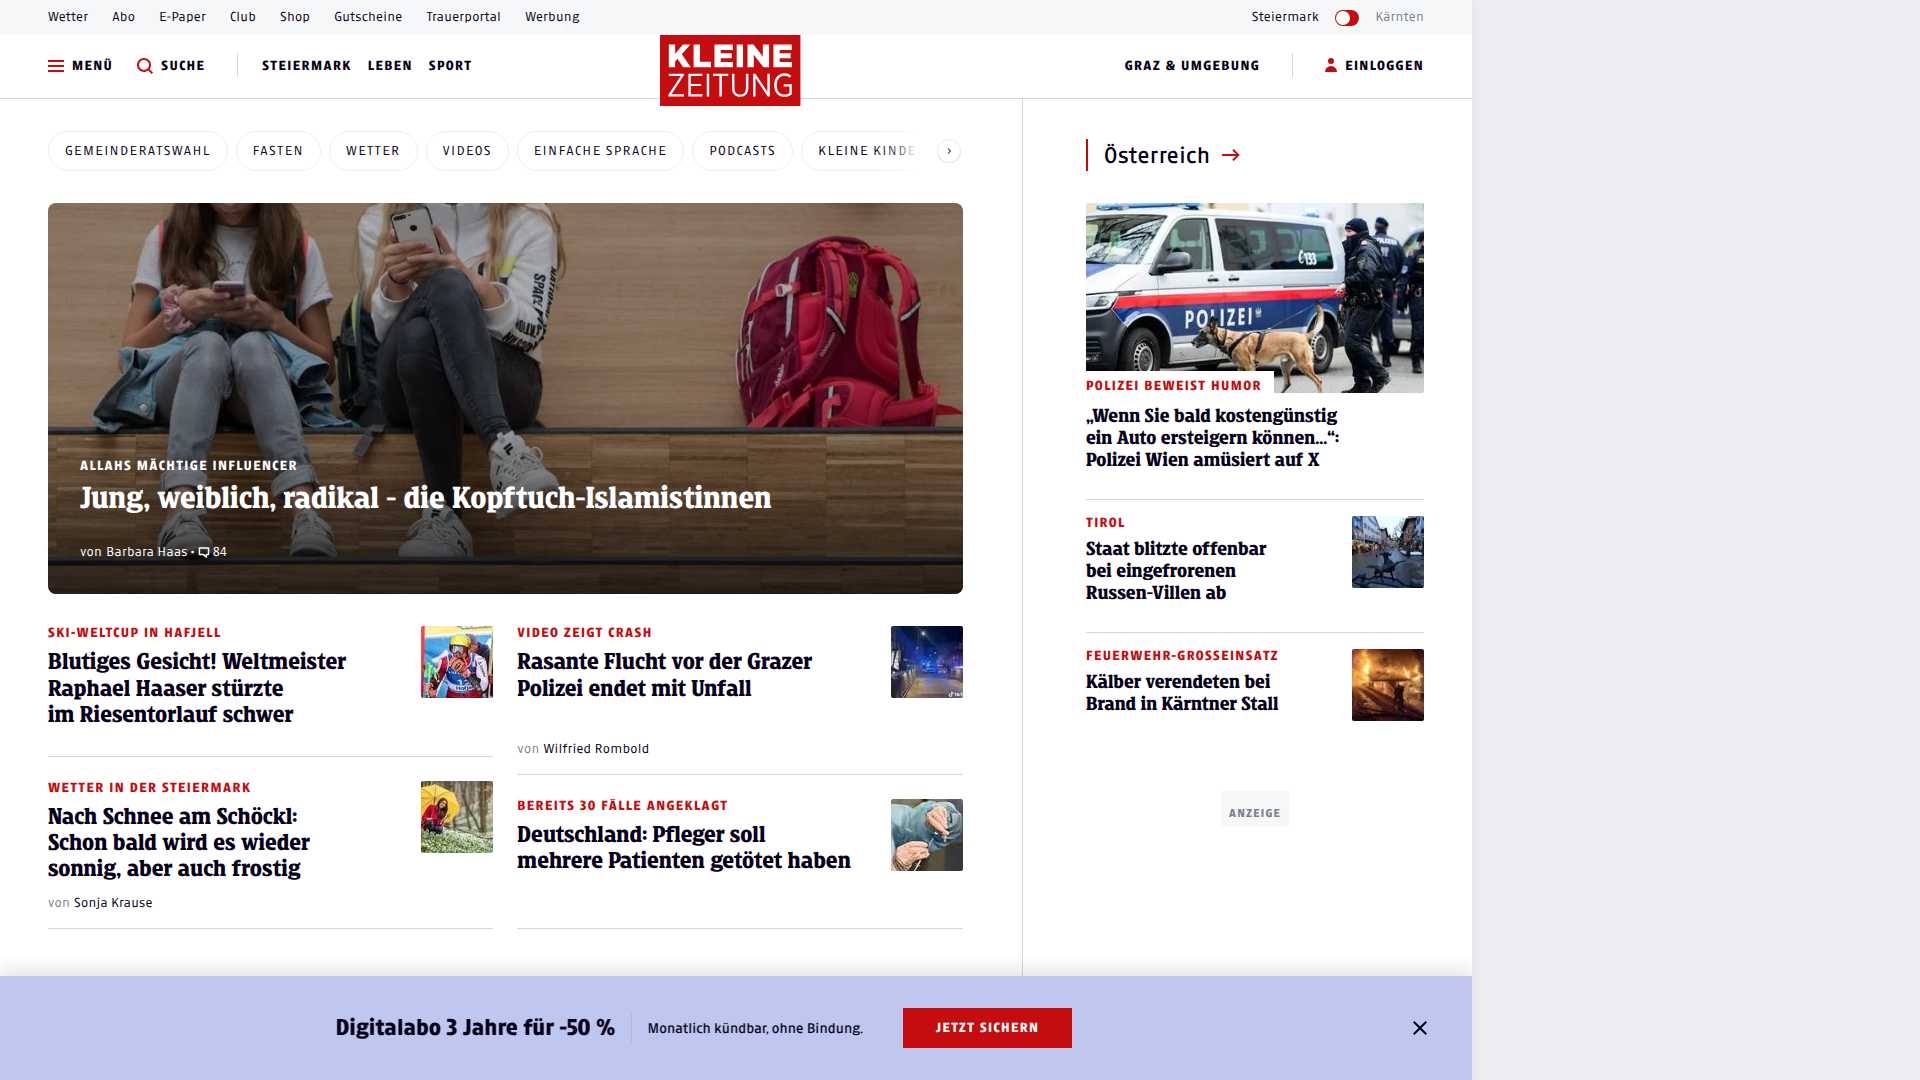 Wetter Abo E-Paper Club Shop Gutscheine Trauerportal Werbung Steiermark Kärnten
MENÜ SUCHE STEIERMARK LEBEN SPORT KLEINE ZEITUNG GRAZ & UMGEBUNG EINLOGGEN
GEMEINDERATSWAHL FASTEN WETTER VIDEOS EINFACHE SPRACHE PODCASTS KLEINE KINDE
ALLAHS MÄCHTIGE INFLUENCER
Jung, weiblich, radikal – die Kopftuch-Islamistinnen
von Barbara Haas • 84
SKI-WELTCUP IN HAFJELL
Blutiges Gesicht! Weltmeister
Raphael Haaser stürzte
im Riesentorlauf schwer
VIDEO ZEIGT CRASH
Rasante Flucht vor der Grazer
Polizei endet mit Unfall
von Wilfried Rombold
WETTER IN DER STEIERMARK
Nach Schnee am Schöckl:
Schon bald wird es wieder
sonnig, aber auch frostig
von Sonja Krause
BEREITS 30 FÄLLE ANGEKLAGT
Deutschland: Pfleger soll
mehrere Patienten getötet haben
Österreich
133
POLIZEI
POLIZEI BEWEIST HUMOR
„Wenn Sie bald kostengünstig
ein Auto ersteigern können...“:
Polizei Wien amüsiert auf X
TIROL
Staat blitzte offenbar
bei eingefrorenen
Russen-Villen ab
FEUERWEHR-GROSSEINSATZ
Kälber verendeten bei
Brand in Kärntner Stall
ANZEIGE
Digitalabo 3 Jahre für -50 % Monatlich kündbar, ohne Bindung. JETZT SICHERN